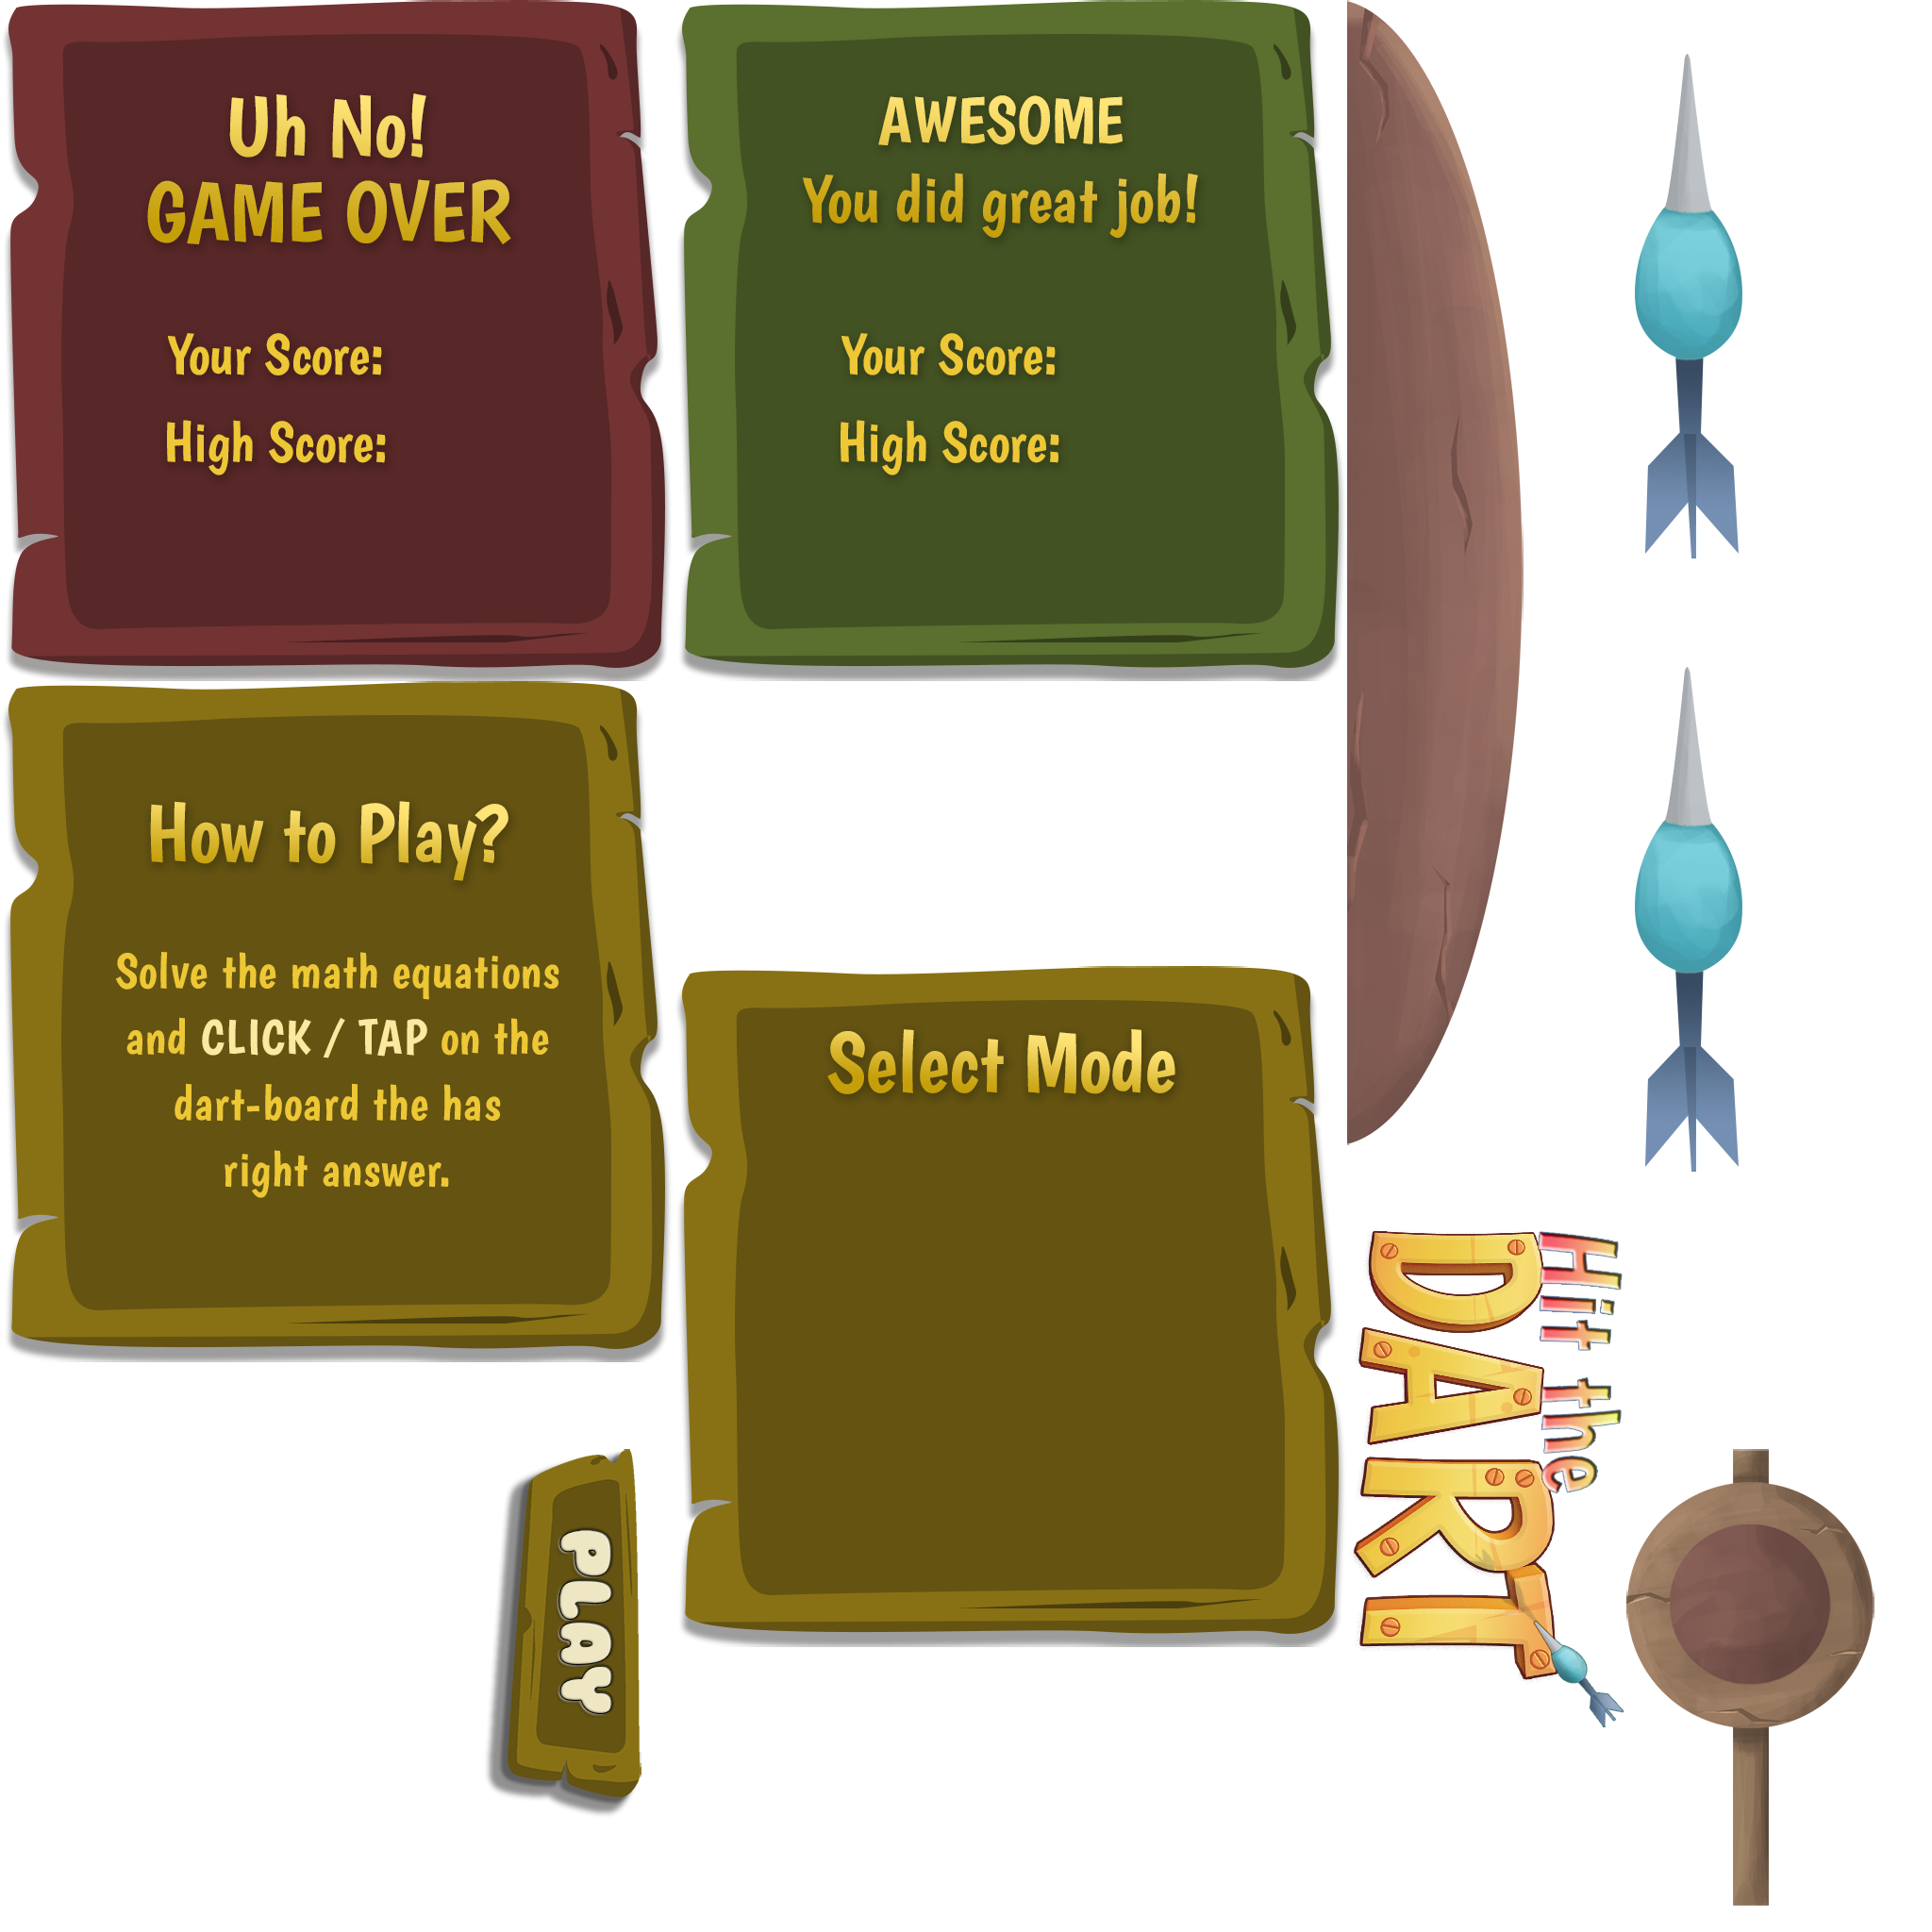 Uh No!
GAME OVER
Your Score:
High Score:
AWESOME
You did great job!
Your Score:
High Score:
How to Play?
Solve the math equations
and CLICK / TAP on the
dart-board the has
right answer.
Select Mode
Hit the
DART
PLAY